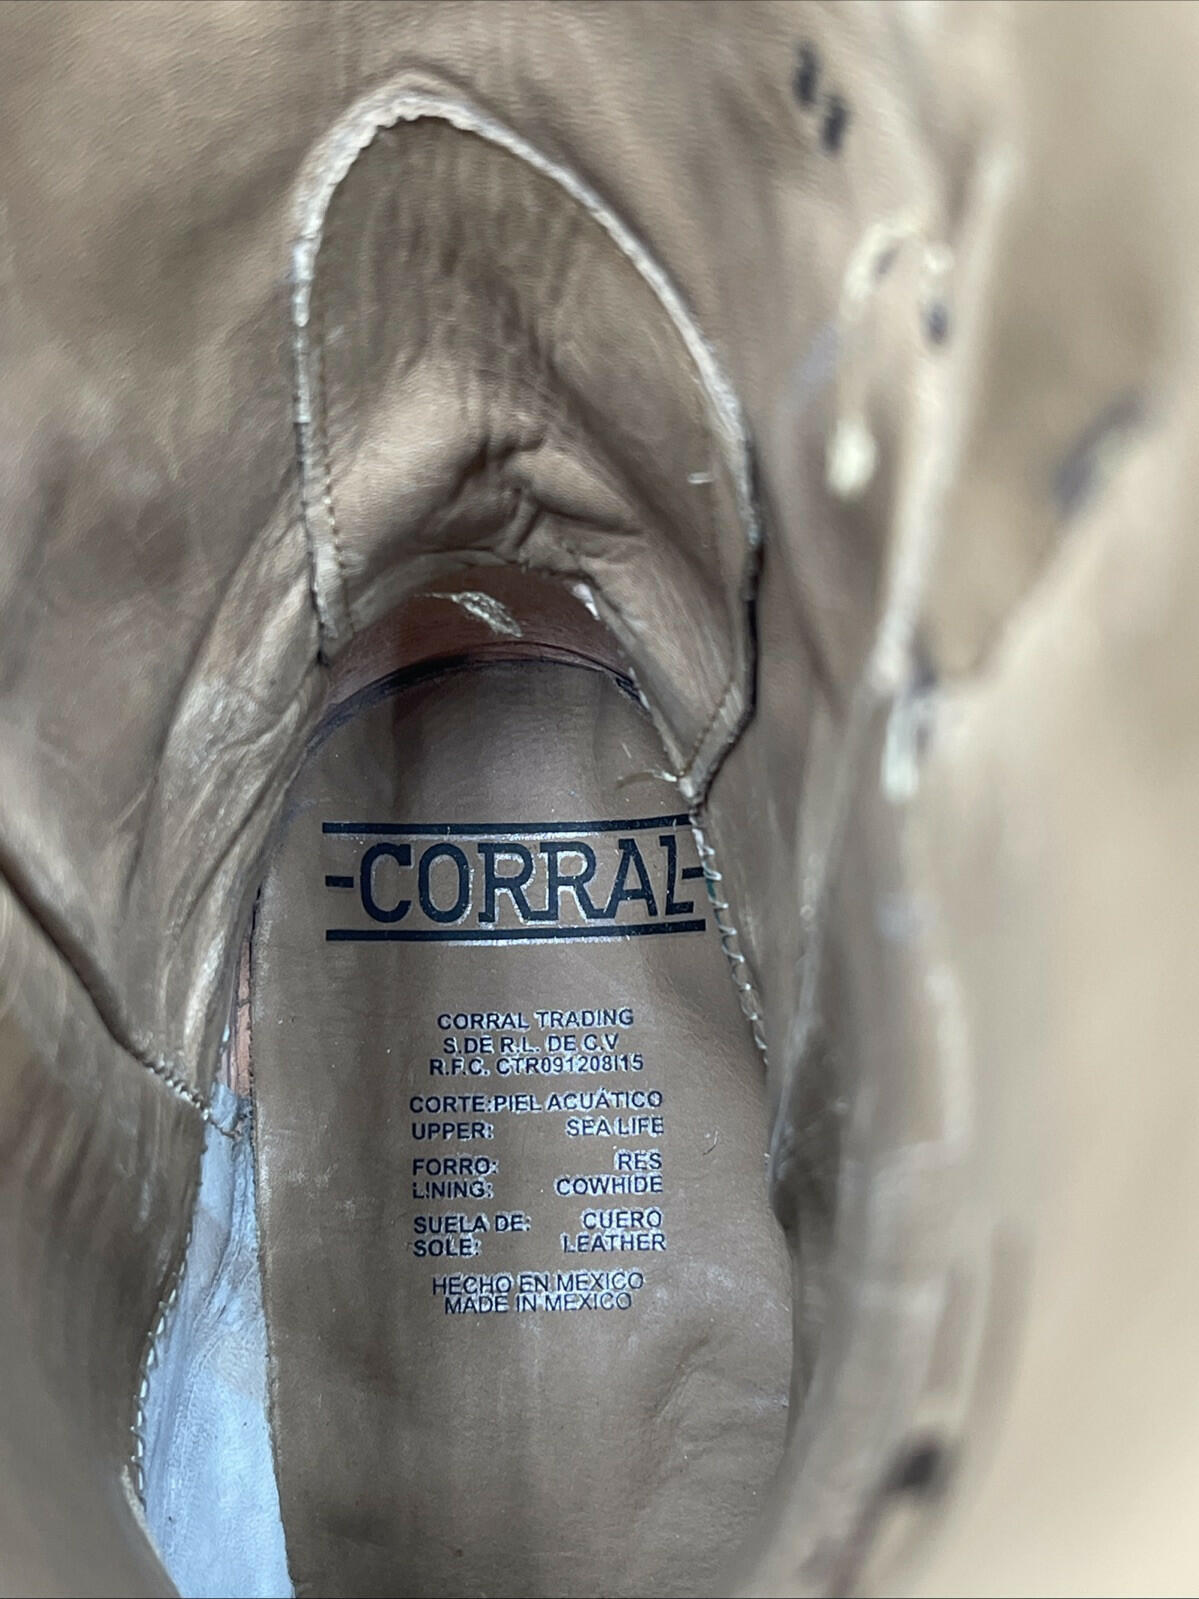 -CORRAL-
CORRAL TRADING
S.DE R.L. DE C.V
R.F.C. CTR091208I15
CORTE:PIEL ACUÁTICO
UPPER: SEA LIFE
FORRO: RES
LINING: COWHIDE
SUELA DE: CUERO
SOLE: LEATHER
HECHO EN MEXICO
MADE IN MEXICO